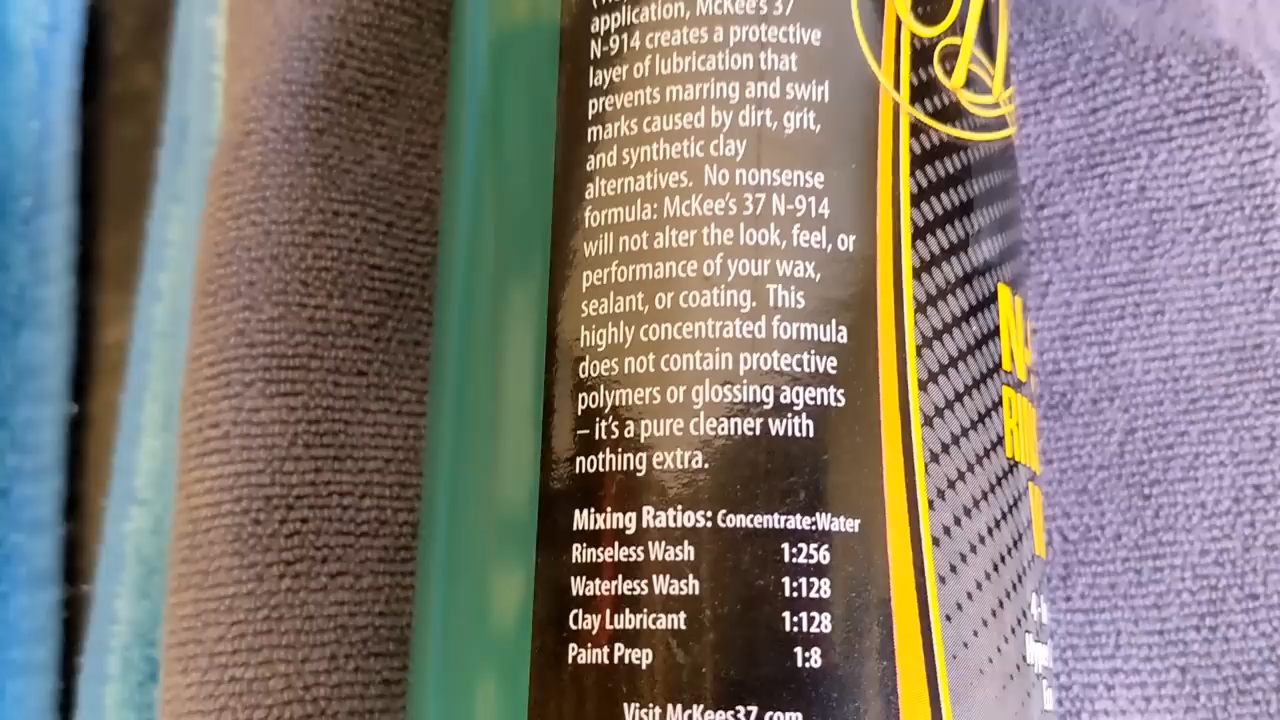 application, McKee's 37
N-914 creates a protective
layer of lubrication that
prevents marring and swirl
marks caused by dirt, grit,
and synthetic clay
alternatives. No nonsense
formula: McKee's 37 N-914
will not alter the look, feel, or
performance of your wax,
sealant, or coating. This
highly concentrated formula
does not contain protective
polymers or glossing agents
– it's a pure cleaner with
nothing extra.
Mixing Ratios: Concentrate:Water
Rinseless Wash 1:256
Waterless Wash 1:128
Clay Lubricant 1:128
Paint Prep 1:8
Visit McKees37.com